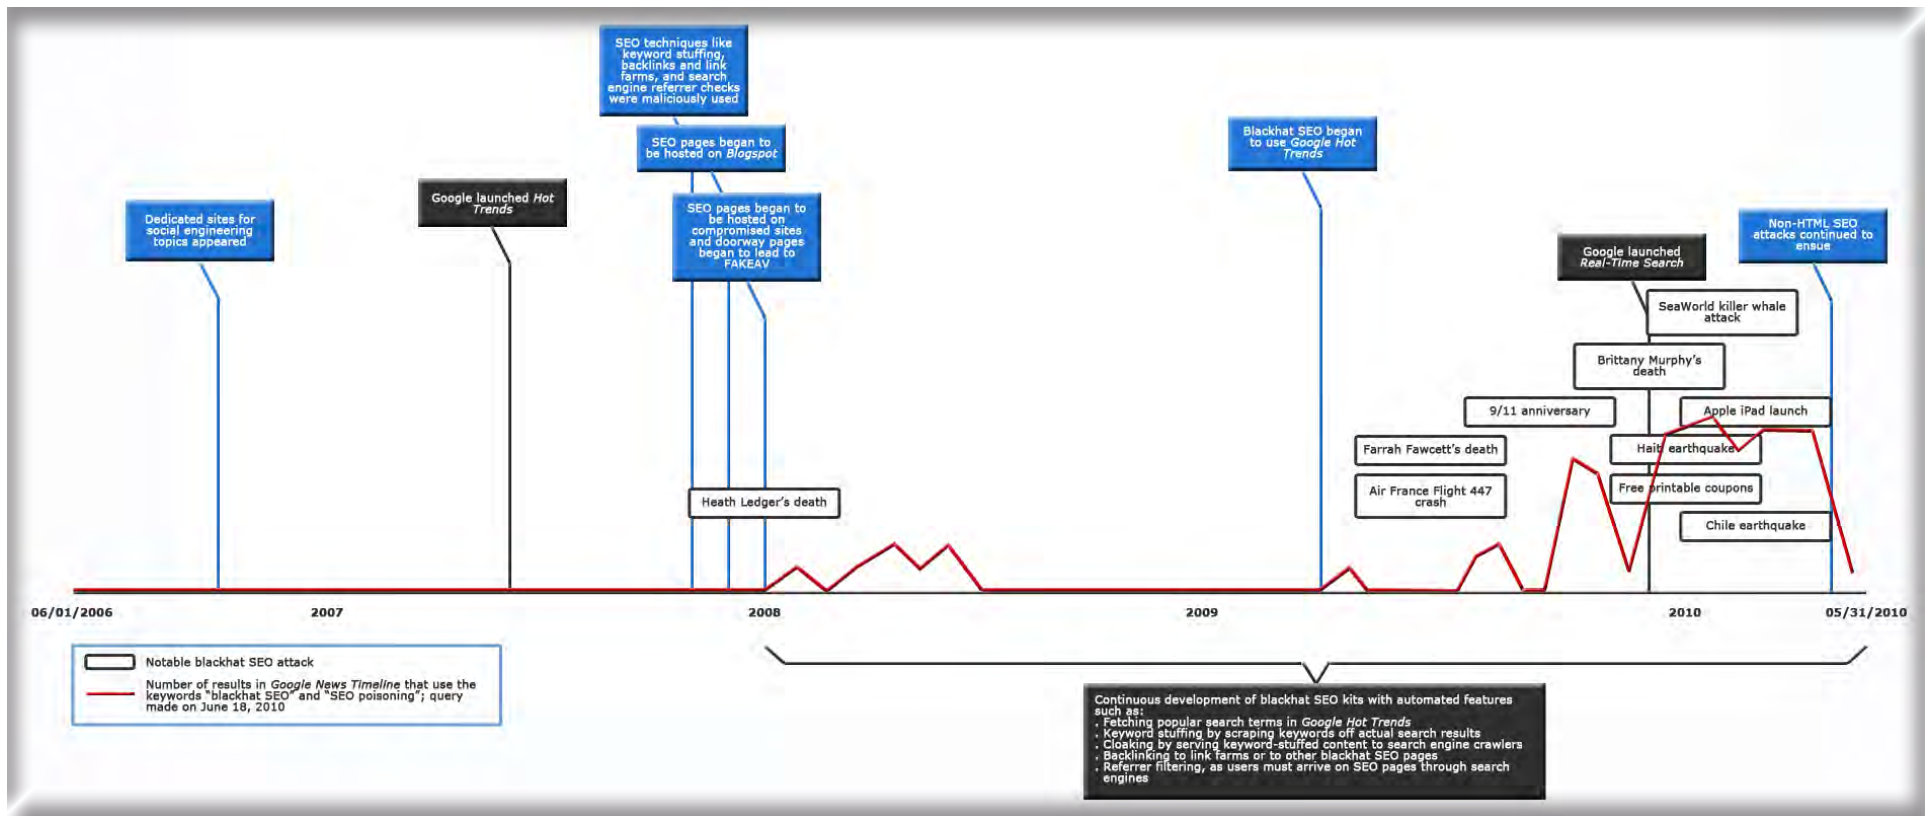 SEO techniques like
keyword stuffing,
backlinks and link
farms, and search
engine referrer checks
were maliciously used
SEO pages began to
be hosted on Blogspot
SEO pages began to
be hosted on
compromised sites
and doorway pages
began to lead to
FAKEAV
Dedicated sites for
social engineering
topics appeared
Google launched Hot
Trends
Blackhat SEO began
to use Google Hot
Trends
Google launched
Real-Time Search
Non-HTML SEO
attacks continued to
ensue
SeaWorld killer whale
attack
Brittany Murphy's
death
9/11 anniversary
Apple iPad launch
Farrah Fawcett's death
Haiti earthquake
Air France Flight 447
crash
Free printable coupons
Heath Ledger's death
Chile earthquake
06/01/2006
2007
2008
2009
2010
05/31/2010
Notable blackhat SEO attack
Number of results in Google News Timeline that use the
keywords "blackhat SEO" and "SEO poisoning"; query
made on June 18, 2010
Continuous development of blackhat SEO kits with automated features
such as:
. Fetching popular search terms in Google Hot Trends
. Keyword stuffing by scraping keywords off actual search results
. Cloaking by serving keyword-stuffed content to search engine crawlers
. Backlinking to link farms or to other blackhat SEO pages
. Referrer filtering, as users must arrive on SEO pages through search
engines